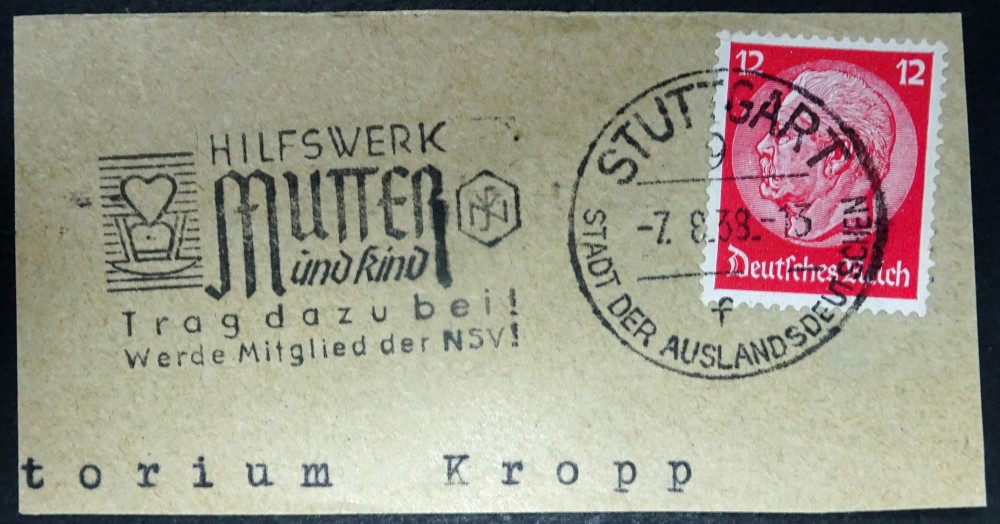 HILFSWERK
MUTTER
und Kind
Trag dazu bei!
Werde Mitglied der NSV!
STUTTGART
9
-7. 8.38.-13
f
STADT DER AUSLANDSDEUTSCHEN
12 12
Deutsches Reich
torium Kropp